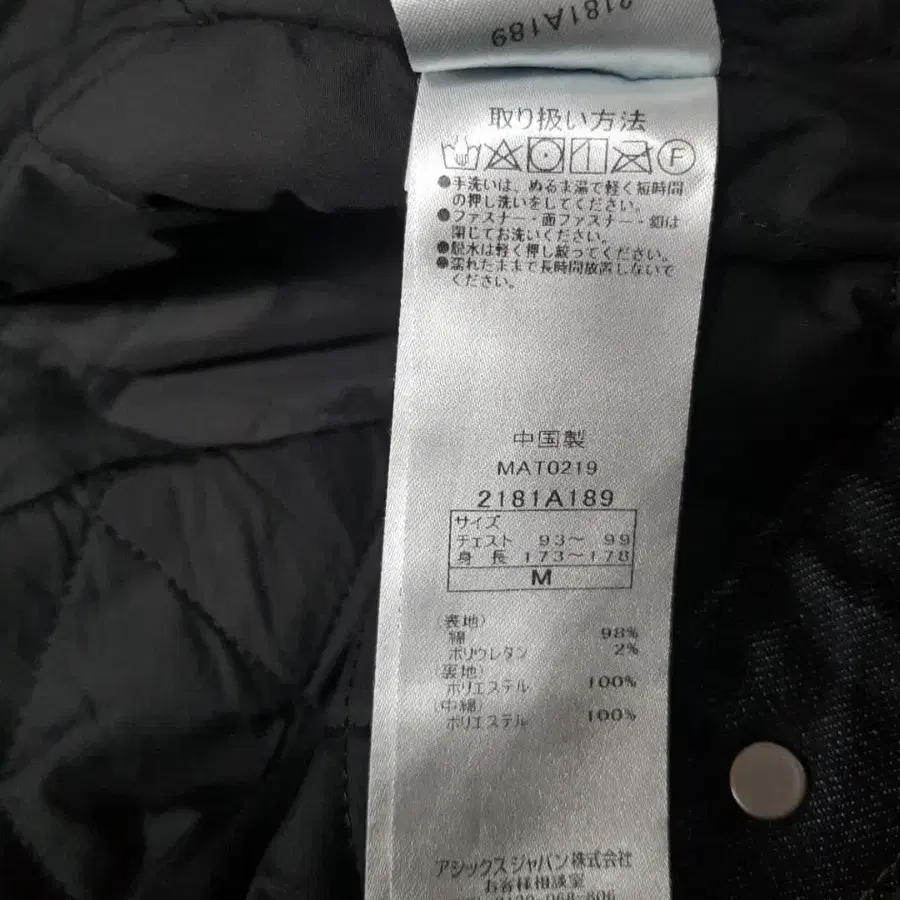 2181A189
取り扱い方法
F
●手洗いは、ぬるま湯で軽く短時間
の押し洗いをしてください。
●ファスナー・面ファスナー・釦は
閉じてお洗いください。
●脱水は軽く押し絞ってください。
●濡れたままで長時間放置しないで
ください。
中国製
MAT0219
2181A189
サイズ
チェスト 93～ 99
身 長 173～178
M
(表地)
綿 98%
ポリウレタン 2%
(裏地)
ポリエステル 100%
(中綿)
ポリエステル 100%
アシックスジャパン株式会社
お客様相談室
0120-068-806